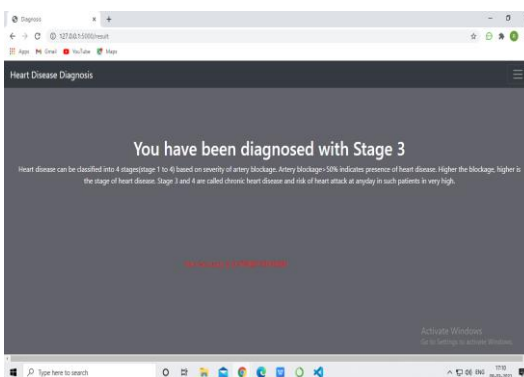 Diagnosis
127.0.0.1:5000/result
Apps Gmail YouTube Maps
Heart Disease Diagnosis
You have been diagnosed with Stage 3
Heart disease can be classified into 4 stages(stage 1 to 4) based on severity of artery blockage. Artery blockage>50% indicates presence of heart disease. Higher the blockage, higher is
the stage of heart disease. Stage 3 and 4 are called chronic heart disease and risk of heart attack at anyday in such patients in very high.
Activate Windows
Go to Settings to activate Windows.
Type here to search
ENG
17:10